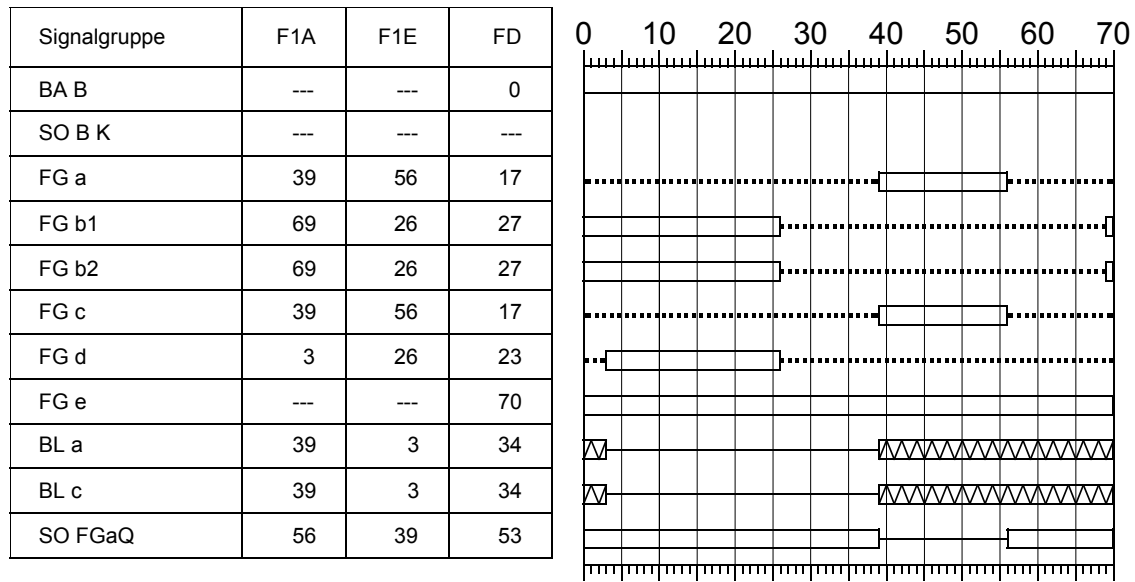 Signalgruppe F1A F1E FD 0 10 20 30 40 50 60 70
BA B --- --- 0
SO B K --- --- ---
FG a 39 56 17
FG b1 69 26 27
FG b2 69 26 27
FG c 39 56 17
FG d 3 26 23
FG e --- --- 70
BL a 39 3 34
BL c 39 3 34
SO FGaQ 56 39 53